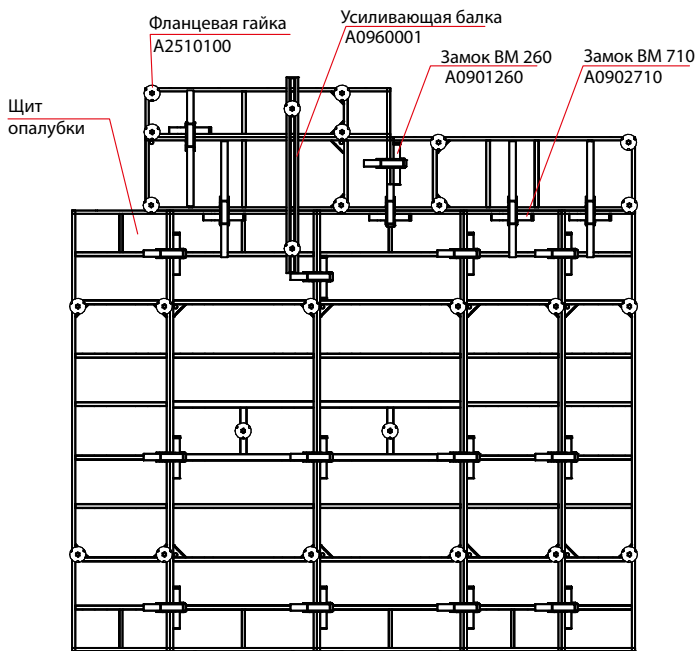 Фланцевая гайка
A2510100
Усиливающая балка
A0960001
Замок ВМ 260
A0901260
Замок ВМ 710
A0902710
Щит
опалубки